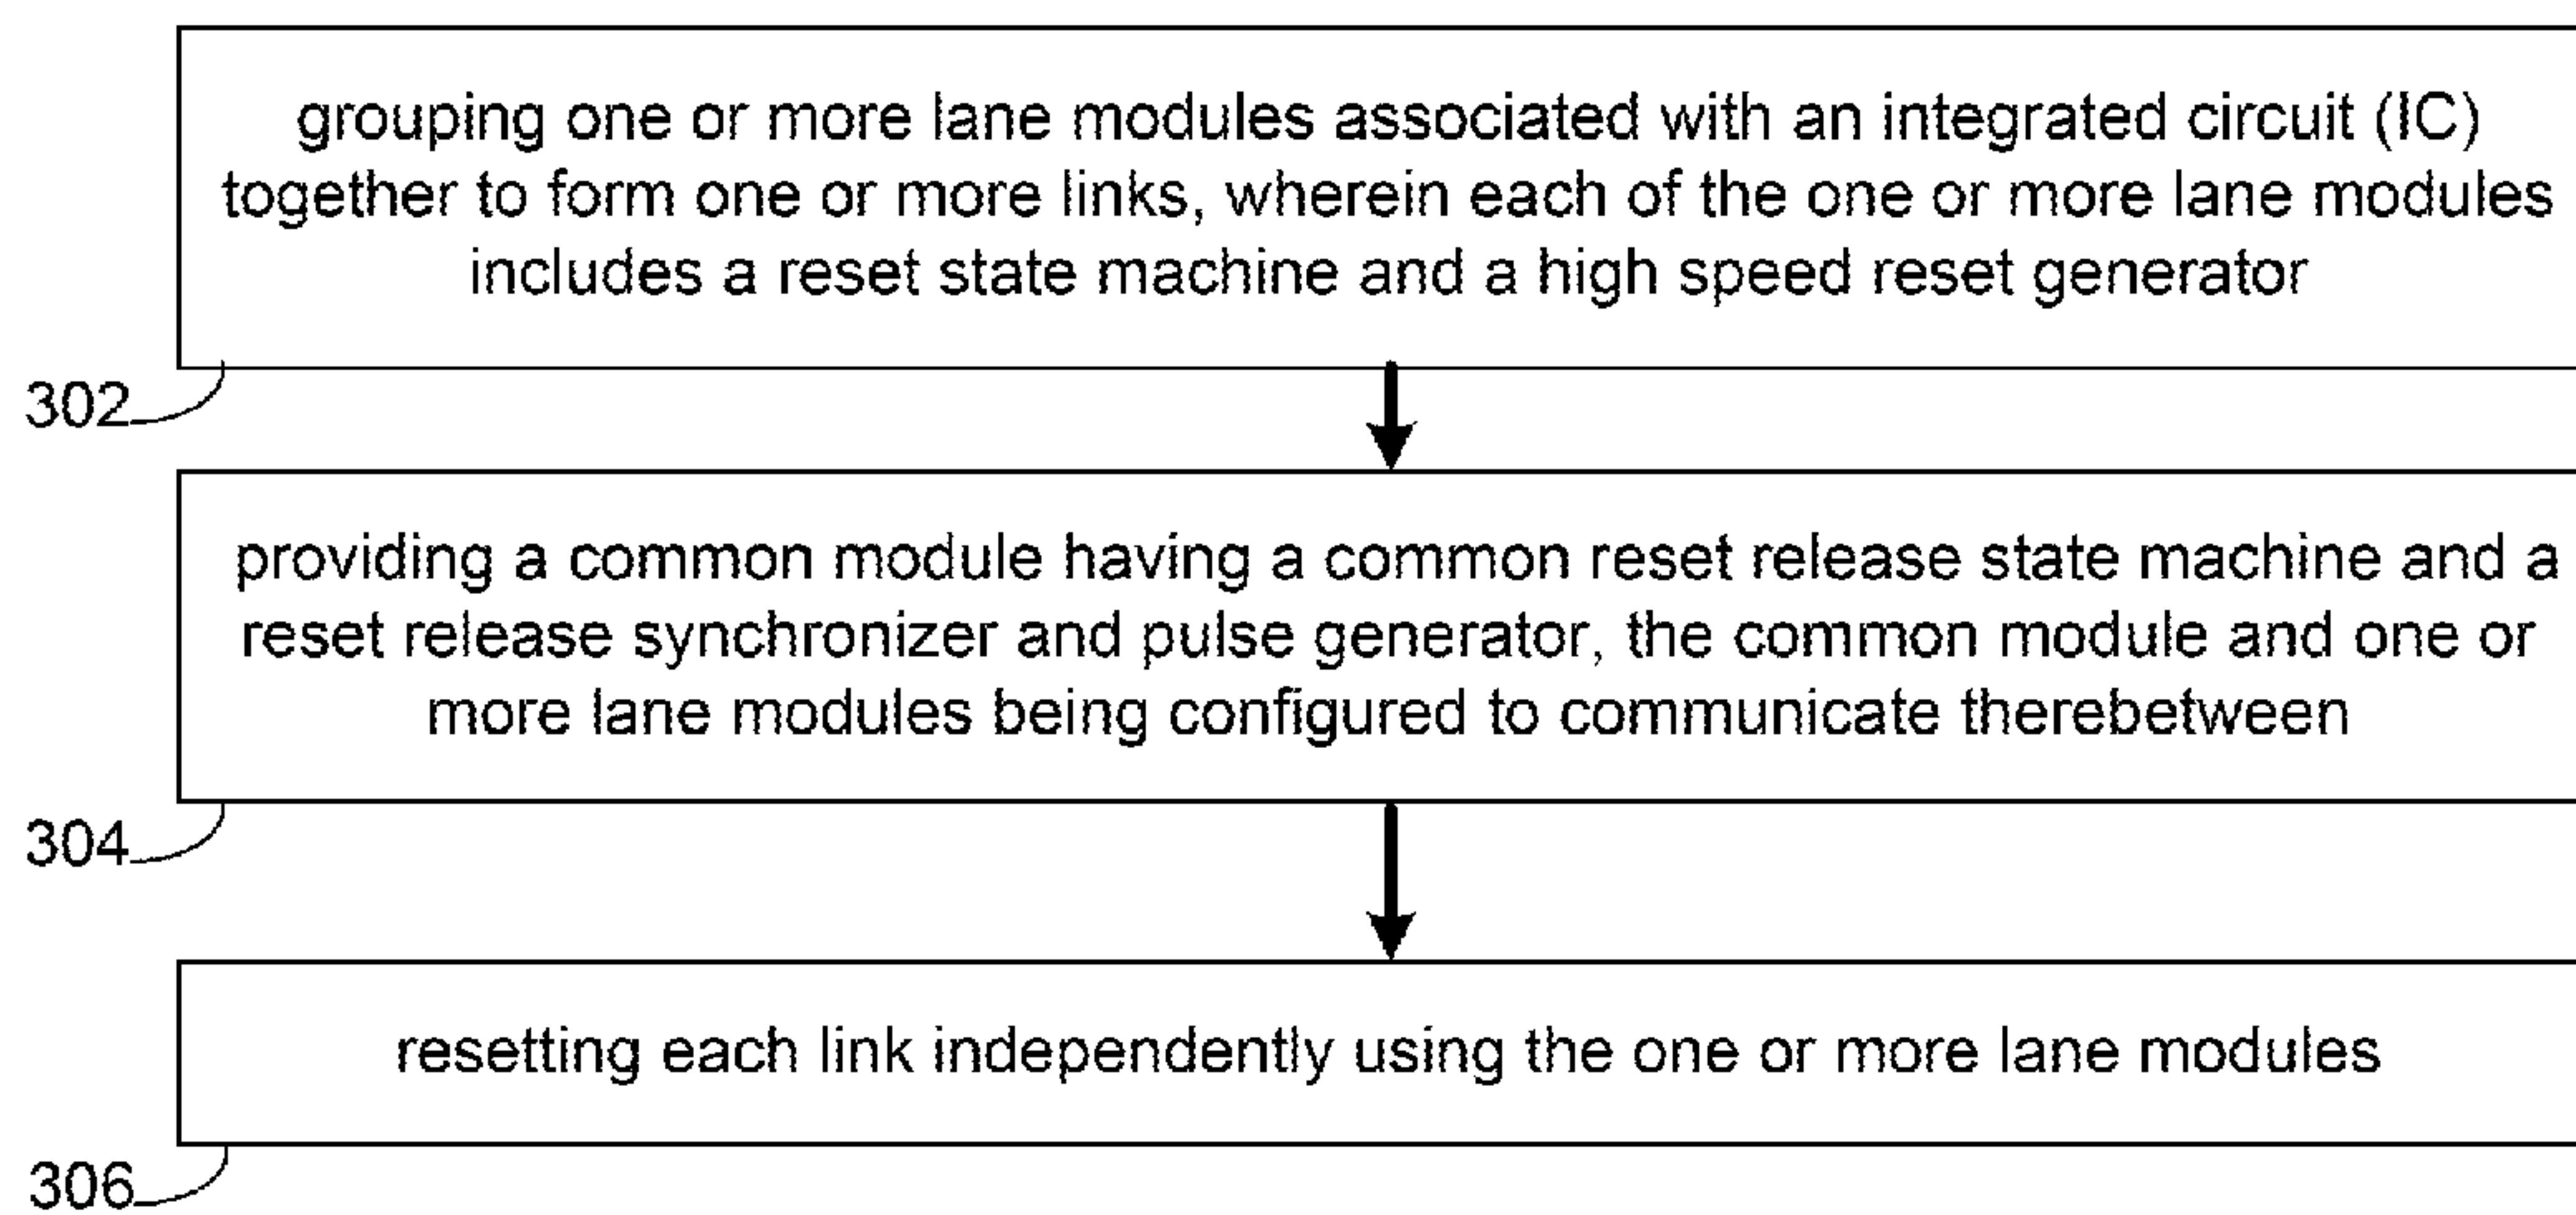 grouping one or more lane modules associated with an integrated circuit (IC)
together to form one or more links, wherein each of the one or more lane modules
includes a reset state machine and a high speed reset generator
302
providing a common module having a common reset release state machine and a
reset release synchronizer and pulse generator, the common module and one or
more lane modules being configured to communicate therebetween
304
resetting each link independently using the one or more lane modules
306